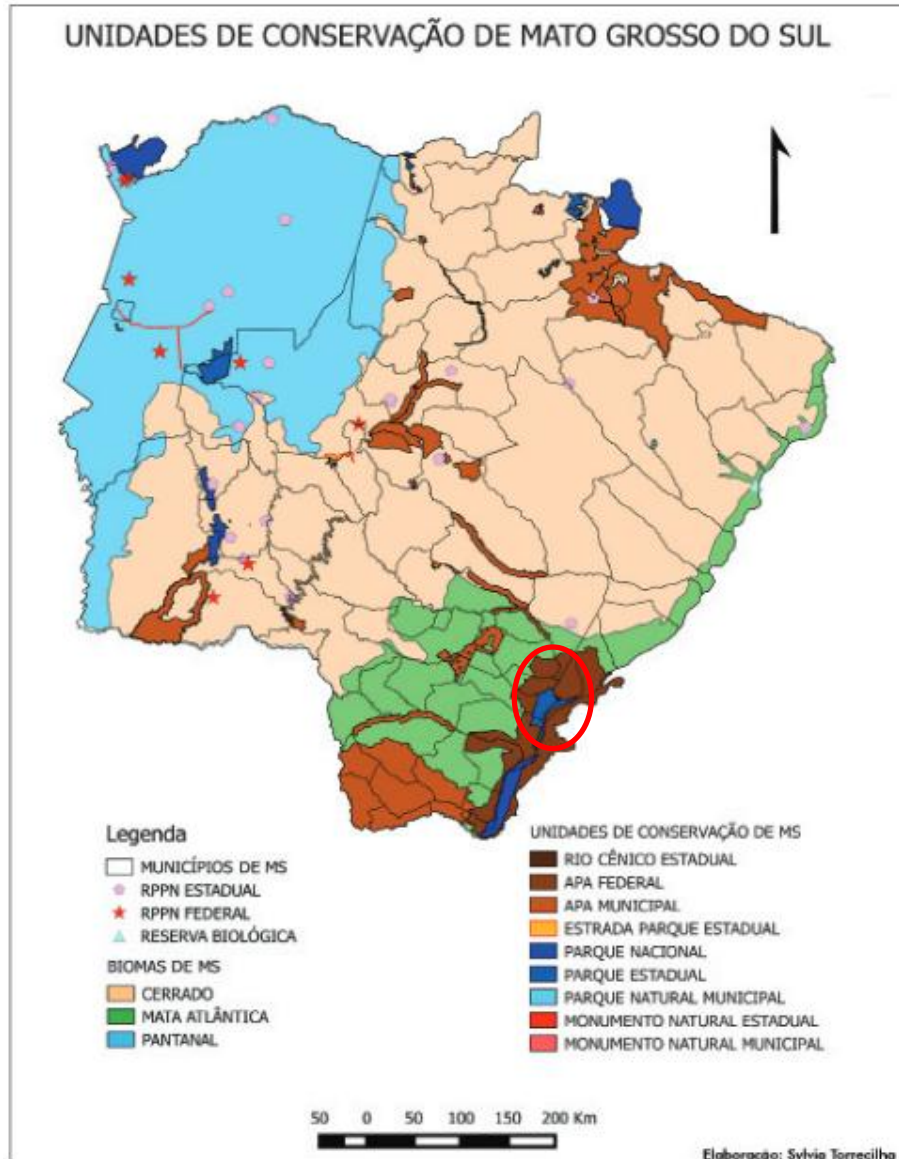 UNIDADES DE CONSERVAÇÃO DE MATO GROSSO DO SUL
Legenda
MUNICÍPIOS DE MS
RPPN ESTADUAL
RPPN FEDERAL
RESERVA BIOLÓGICA
BIOMAS DE MS
CERRADO
MATA ATLÂNTICA
PANTANAL
UNIDADES DE CONSERVAÇÃO DE MS
RIO CÊNICO ESTADUAL
APA FEDERAL
APA MUNICIPAL
ESTRADA PARQUE ESTADUAL
PARQUE NACIONAL
PARQUE ESTADUAL
PARQUE NATURAL MUNICIPAL
MONUMENTO NATURAL ESTADUAL
MONUMENTO NATURAL MUNICIPAL
50 0 50 100 150 200 Km
Elaboração: Sylvia Torrecilha